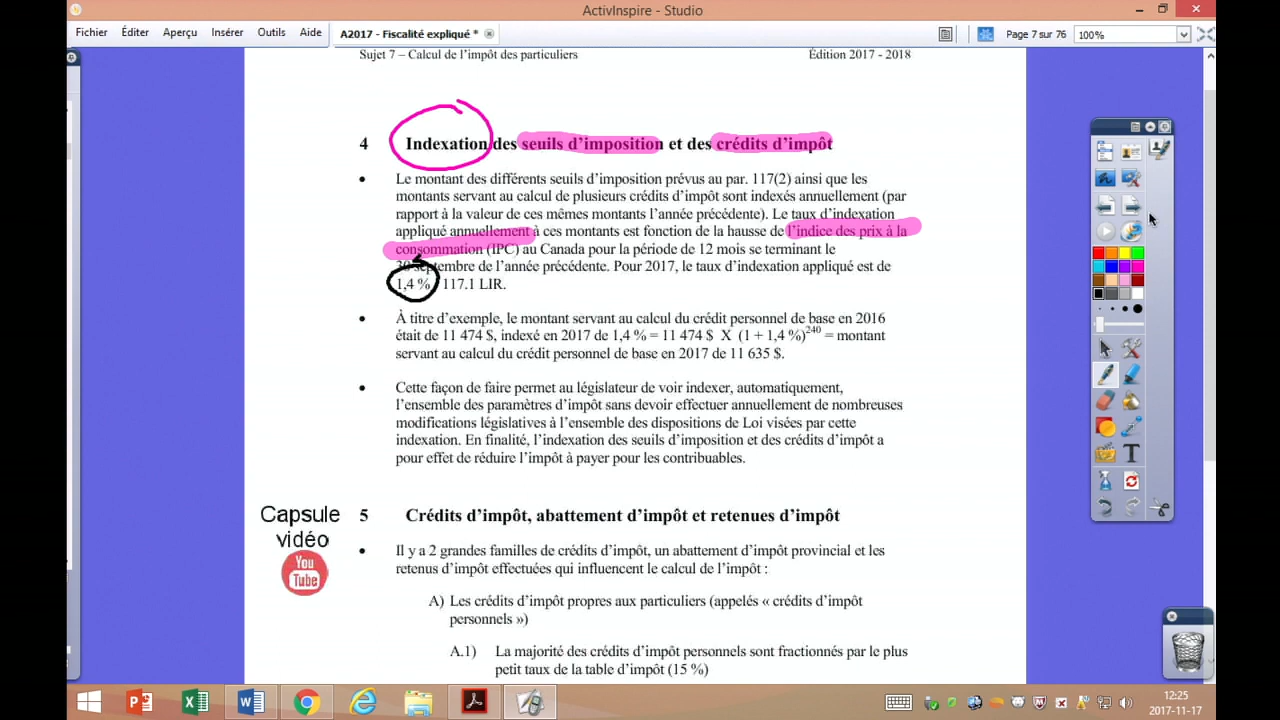 ActivInspire - Studio
Fichier Éditer Aperçu Insérer Outils Aide A2017 - Fiscalité expliqué * Page 7 sur 76 100%
Sujet 7 – Calcul de l'impôt des particuliers Édition 2017 - 2018
4 Indexation des seuils d'imposition et des crédits d'impôt
• Le montant des différents seuils d'imposition prévus au par. 117(2) ainsi que les
montants servant au calcul de plusieurs crédits d'impôt sont indexés annuellement (par
rapport à la valeur de ces mêmes montants l'année précédente). Le taux d'indexation
appliqué annuellement à ces montants est fonction de la hausse de l'indice des prix à la
consommation (IPC) au Canada pour la période de 12 mois se terminant le
30 septembre de l'année précédente. Pour 2017, le taux d'indexation appliqué est de
1,4 % 117.1 LIR.
• À titre d'exemple, le montant servant au calcul du crédit personnel de base en 2016
était de 11 474 $, indexé en 2017 de 1,4 % = 11 474 $ X (1 + 1,4 %)240 = montant
servant au calcul du crédit personnel de base en 2017 de 11 635 $.
• Cette façon de faire permet au législateur de voir indexer, automatiquement,
l'ensemble des paramètres d'impôt sans devoir effectuer annuellement de nombreuses
modifications législatives à l'ensemble des dispositions de Loi visées par cette
indexation. En finalité, l'indexation des seuils d'imposition et des crédits d'impôt a
pour effet de réduire l'impôt à payer pour les contribuables.
Capsule
vidéo
You
Tube
5 Crédits d'impôt, abattement d'impôt et retenues d'impôt
• Il y a 2 grandes familles de crédits d'impôt, un abattement d'impôt provincial et les
retenus d'impôt effectuées qui influencent le calcul de l'impôt :
A) Les crédits d'impôt propres aux particuliers (appelés « crédits d'impôt
personnels »)
A.1) La majorité des crédits d'impôt personnels sont fractionnés par le plus
petit taux de la table d'impôt (15 %)
12:25
2017-11-17